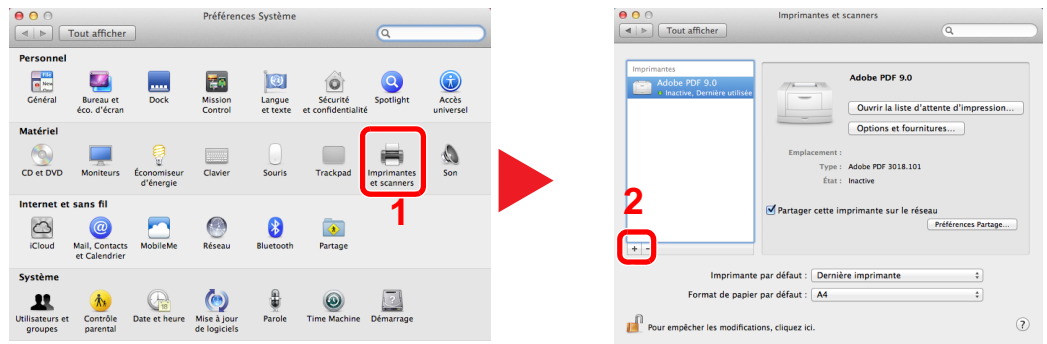 Préférences Système
Tout afficher
Personnel
Général
Bureau et
éco. d'écran
Dock
Mission
Control
Langue
et texte
Sécurité
et confidentialité
Spotlight
Accès
universel
Matériel
CD et DVD
Moniteurs
Économiseur
d'énergie
Clavier
Souris
Trackpad
Imprimantes
et scanners
Son
1
Internet et sans fil
iCloud
Mail, Contacts
et Calendrier
MobileMe
Réseau
Bluetooth
Partage
Système
Utilisateurs et
groupes
Contrôle
parental
Date et heure
Mise à jour
de logiciels
Parole
Time Machine
Démarrage
Imprimantes et scanners
Tout afficher
Imprimantes
Adobe PDF 9.0
Inactive, Dernière utilisée
Adobe PDF 9.0
Ouvrir la liste d'attente d'impression...
Options et fournitures...
Emplacement :
Type : Adobe PDF 3018.101
État : Inactive
2
Partager cette imprimante sur le réseau
Préférences Partage...
+ -
Imprimante par défaut : Dernière imprimante
Format de papier par défaut : A4
Pour empêcher les modifications, cliquez ici.
?